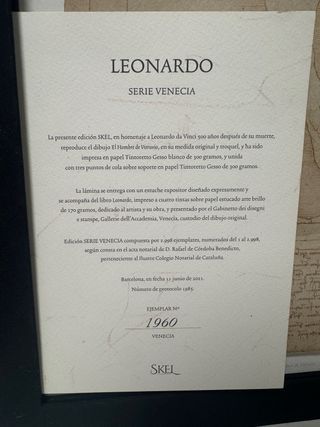 LEONARDO
SERIE VENECIA
La presente edición SKEL, en homenaje a Leonardo da Vinci 500 años después de su muerte,
reproduce el dibujo El Hombre de Vitruvio, en su medida original y troquel, y ha sido
impreso en papel Tintoretto Gesso blanco de 300 gramos, y unida
con tres puntos de cola sobre soporte en papel Tintoretto Gesso de 300 gramos.
La lámina se entrega con un estuche expositor diseñado expresamente y
se acompaña del libro Leonardo, impreso a cuatro tintas sobre papel estucado arte brillo
de 170 gramos, dedicado al artista y su obra, y presentado por el Gabinetto dei disegni
e stampe, Gallerie dell'Accademia, Venecia, custodio del dibujo original.
Edición SERIE VENECIA compuesta por 2.998 ejemplares, numerados del 1 al 2.998,
según consta en el acta notarial de D. Rafael de Córdoba Benedicto,
perteneciente al Ilustre Colegio Notarial de Cataluña.
Barcelona, en fecha de junio de 2021.
Número de protocolo 1985.
EJEMPLAR Nº
1960
VENECIA
SKEL